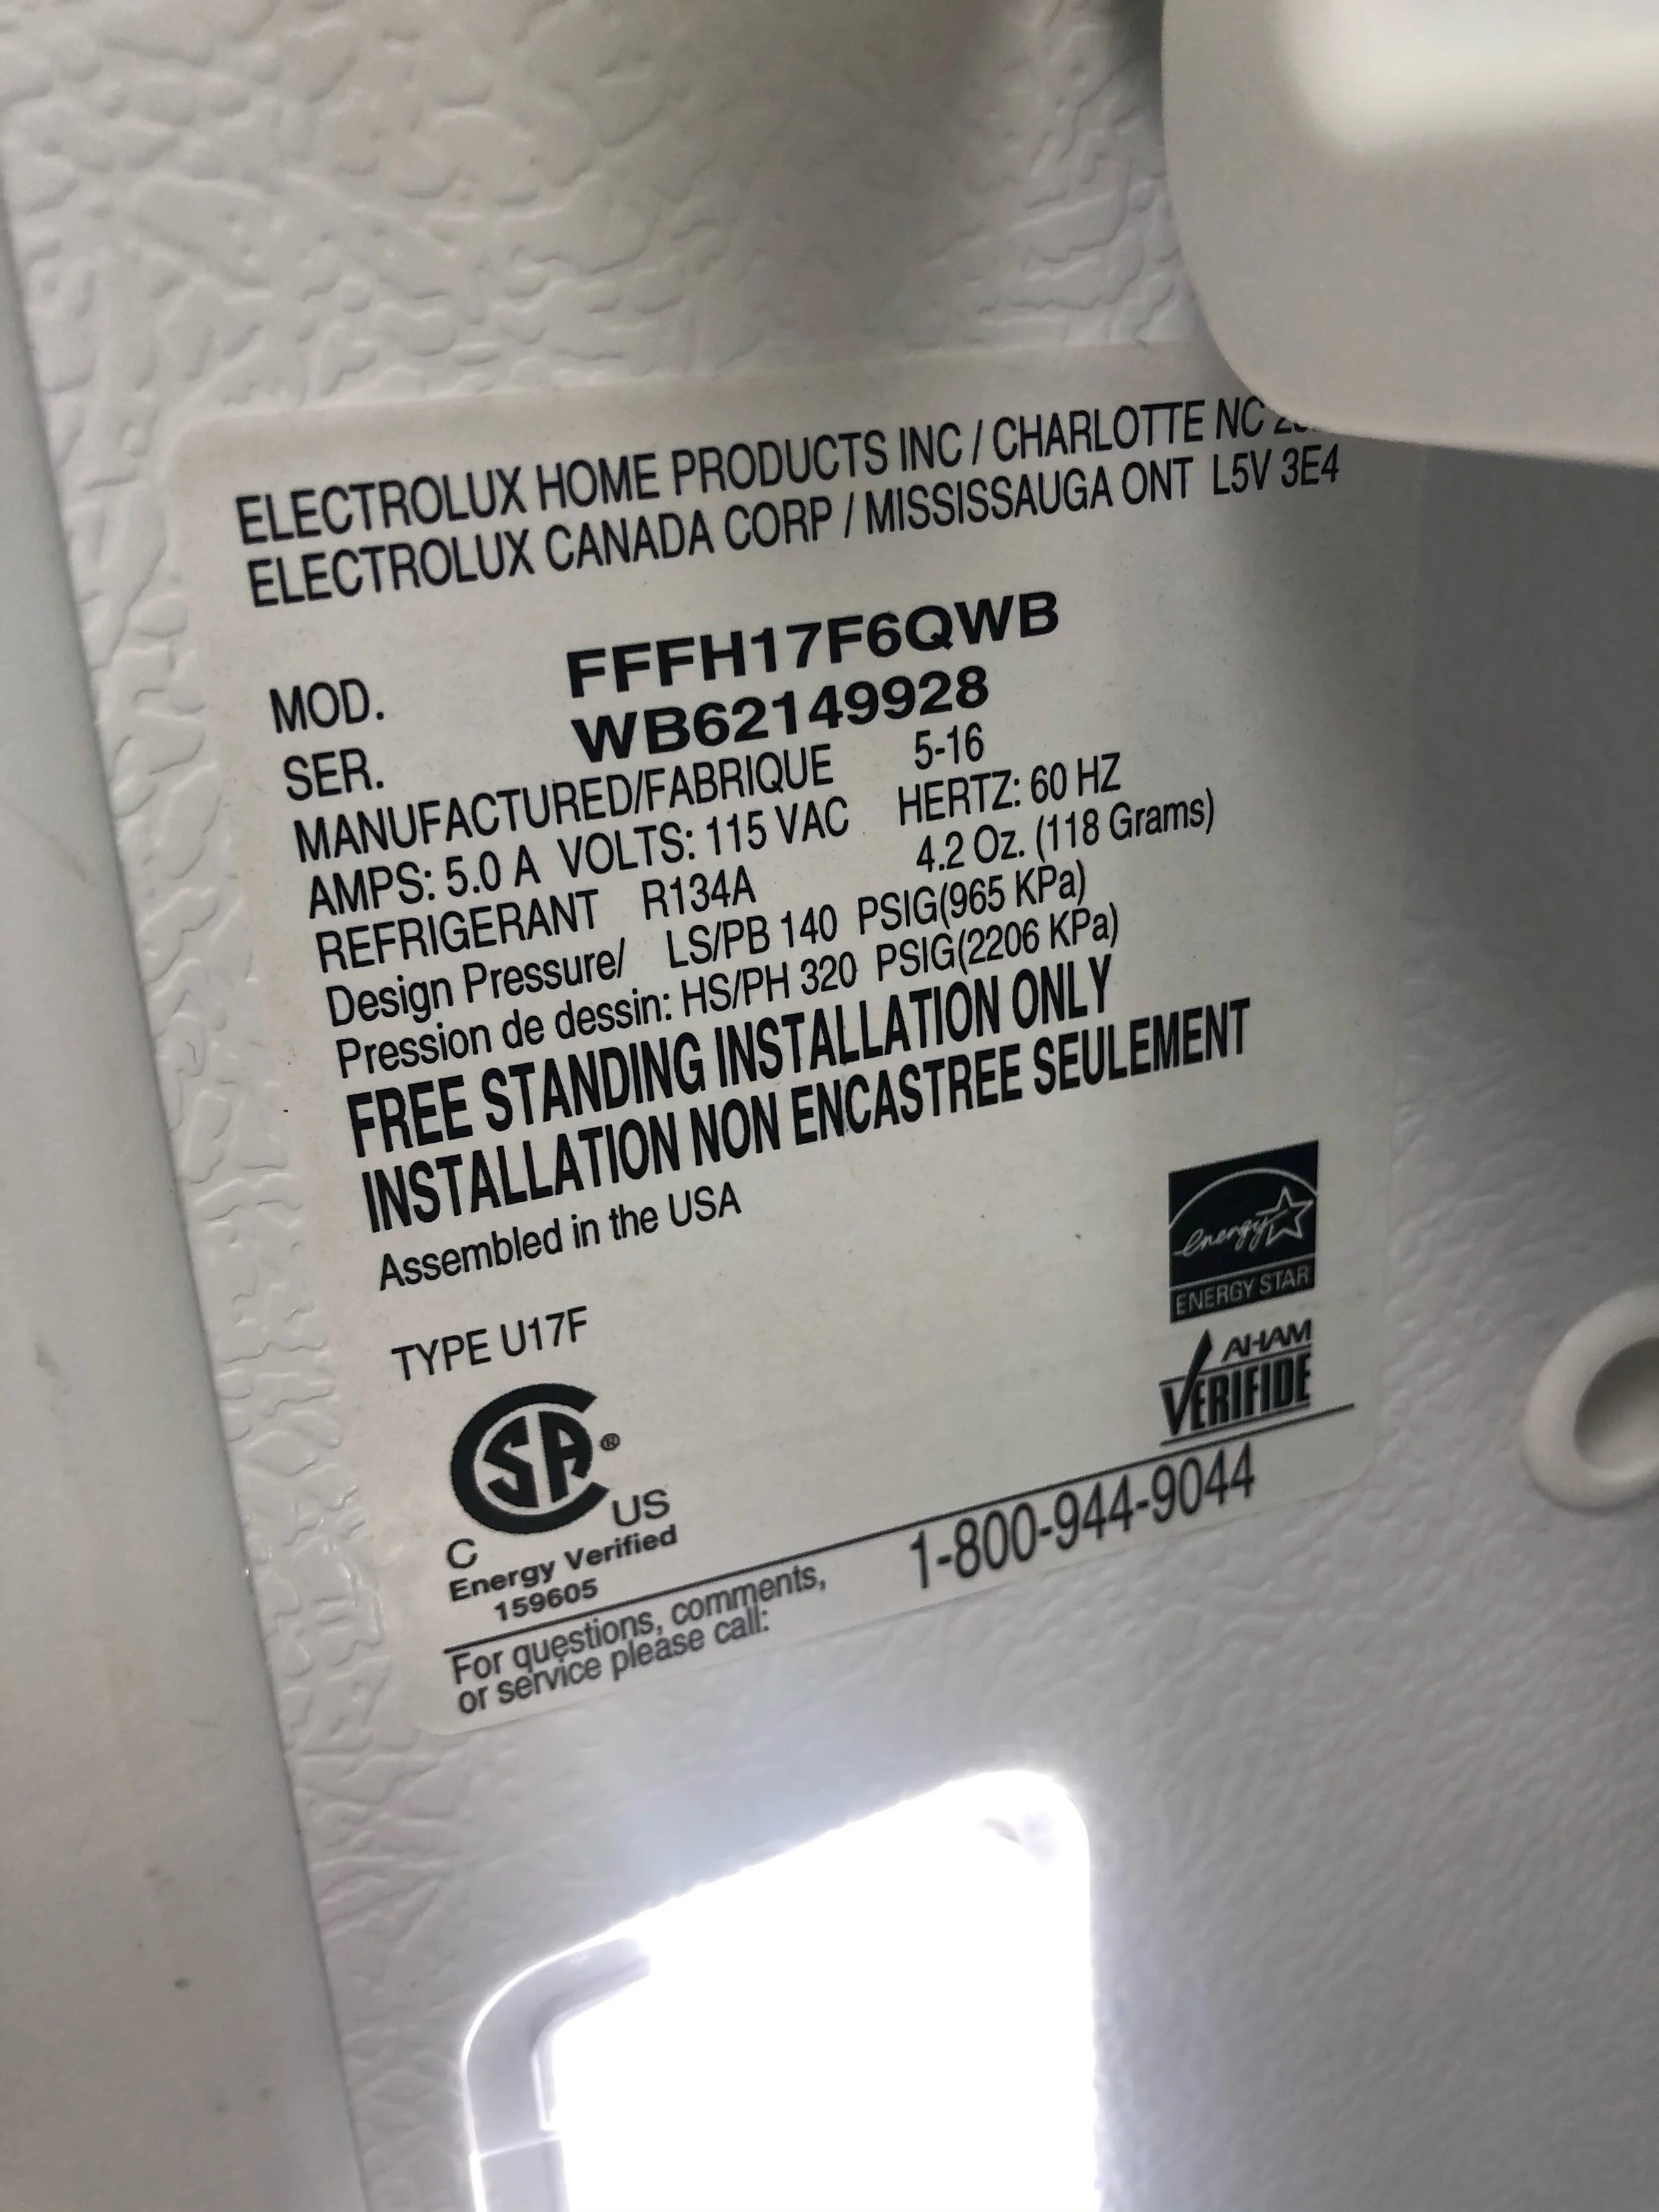 ELECTROLUX HOME PRODUCTS INC / CHARLOTTE NC
ELECTROLUX CANADA CORP / MISSISSAUGA ONT L5V 3E4
MOD. FFFH17F6QWB
SER. WB62149928
MANUFACTURED/FABRIQUE 5-16
AMPS: 5.0 A VOLTS: 115 VAC HERTZ: 60 HZ
REFRIGERANT R134A 4.2 Oz. (118 Grams)
Design Pressure/ LS/PB 140 PSIG(965 KPa)
Pression de dessin: HS/PH 320 PSIG(2206 KPa)
FREE STANDING INSTALLATION ONLY
INSTALLATION NON ENCASTREE SEULEMENT
Assembled in the USA
energy
ENERGY STAR
TYPE U17F
AHAM
VERIFIDE
CSA®
C US
Energy Verified
159605
For questions, comments,
or service please call: 1-800-944-9044